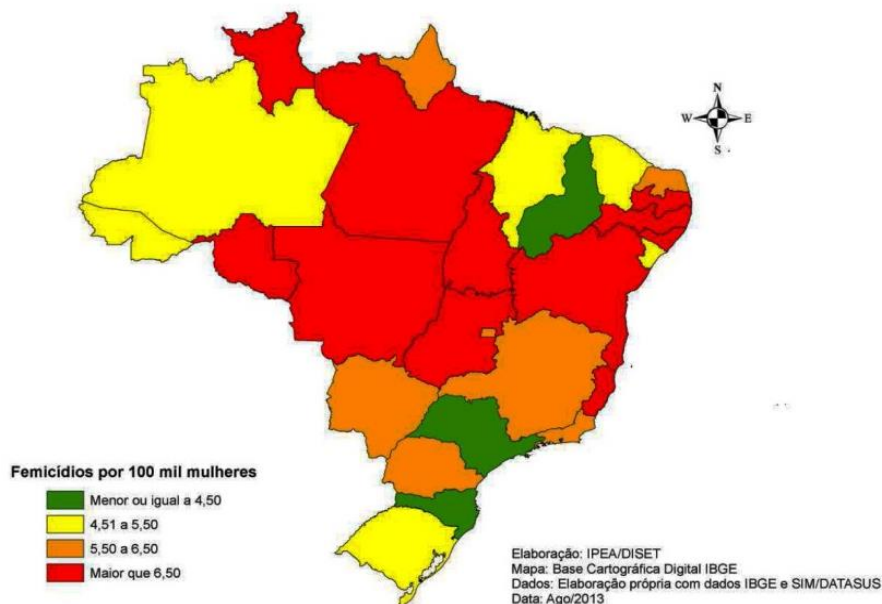 N
W E
S
Femicídios por 100 mil mulheres
Menor ou igual a 4,50
4,51 a 5,50
5,50 a 6,50
Maior que 6,50
Elaboração: IPEA/DISET
Mapa: Base Cartográfica Digital IBGE
Dados: Elaboração própria com dados IBGE e SIM/DATASUS
Data: Ago/2013